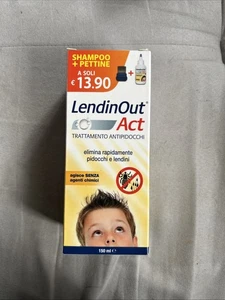 SHAMPOO
+ PETTINE
A SOLI
€ 13.90
LendinOut®
Act
TRATTAMENTO ANTIPIDOCCHI
elimina rapidamente
pidocchi e lendini
agisce SENZA
agenti chimici
150 ml e